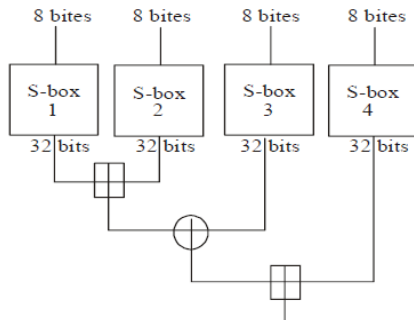 8 bites 8 bites 8 bites 8 bites
S-box S-box S-box S-box
1 2 3 4
32 bits 32 bits 32 bits 32 bits